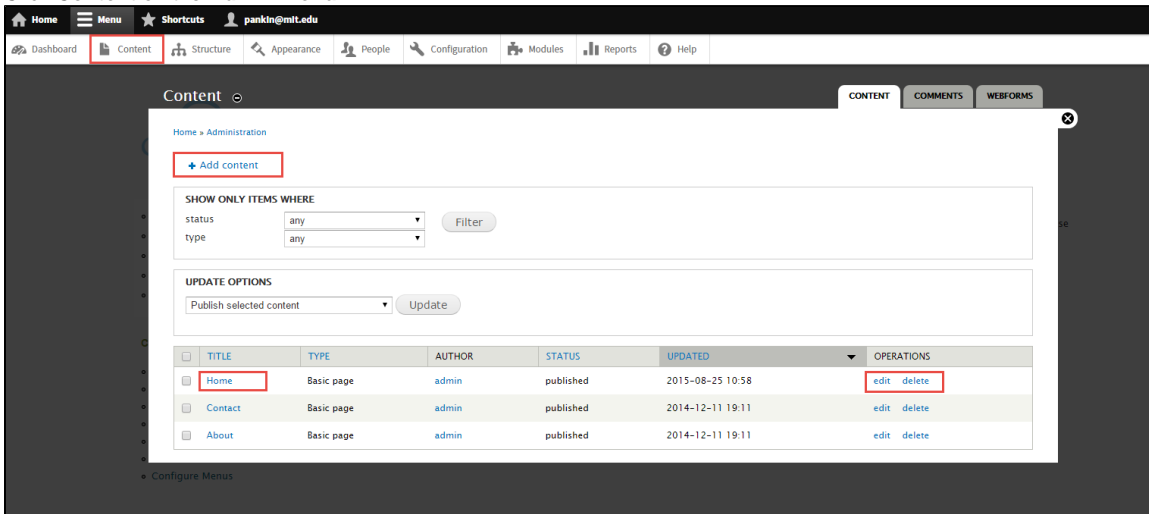 Home Menu Shortcuts pankin@mit.edu
Dashboard Content Structure Appearance People Configuration Modules Reports Help
Content
CONTENT COMMENTS WEBFORMS
Home » Administration
+ Add content
SHOW ONLY ITEMS WHERE
status any Filter
type any
UPDATE OPTIONS
Publish selected content Update
TITLE TYPE AUTHOR STATUS UPDATED OPERATIONS
Home Basic page admin published 2015-08-25 10:58 edit delete
Contact Basic page admin published 2014-12-11 19:11 edit delete
About Basic page admin published 2014-12-11 19:11 edit delete
Configure Menus